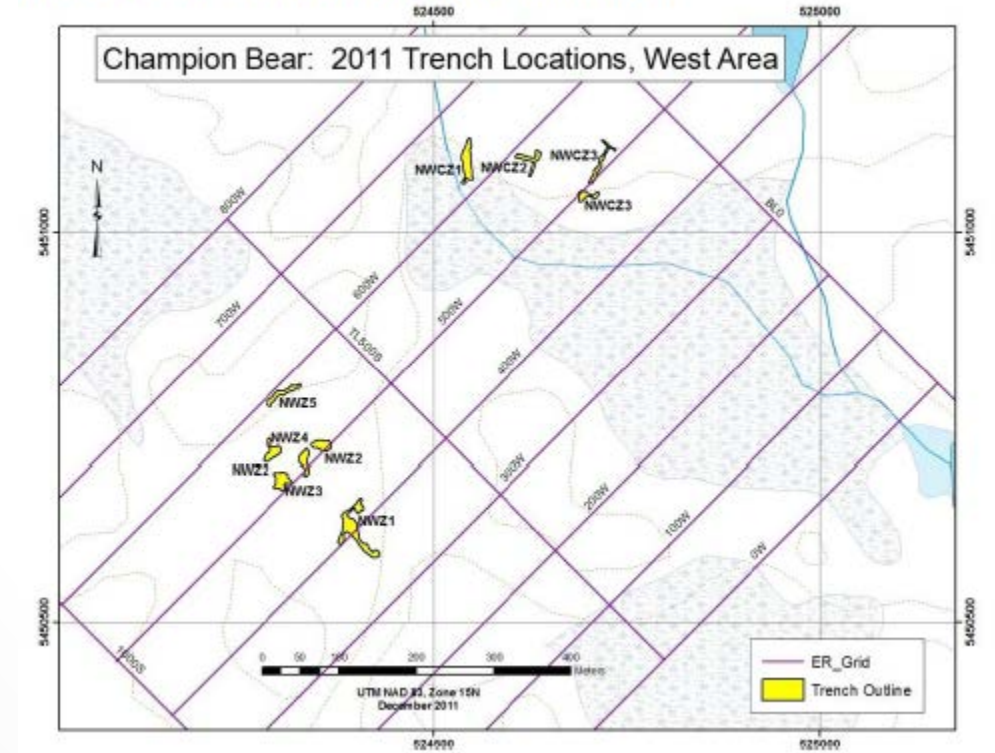 524500 525000
Champion Bear: 2011 Trench Locations, West Area
N
NWCZ1 NWCZ2 NWCZ3
NWCZ3
800W
BL0
5451000 5451000
700W 600W 500W
TL500S
400W
NWZ5
NWZ4
NWZ2 NWZ2
NWZ3
300W
NWZ1
200W
100W
0W
5450500 5450500
0 50 100 200 300 400
Meters
ER_Grid
Trench Outline
UTM NAD 83, Zone 15N
December 2011
524500 525000